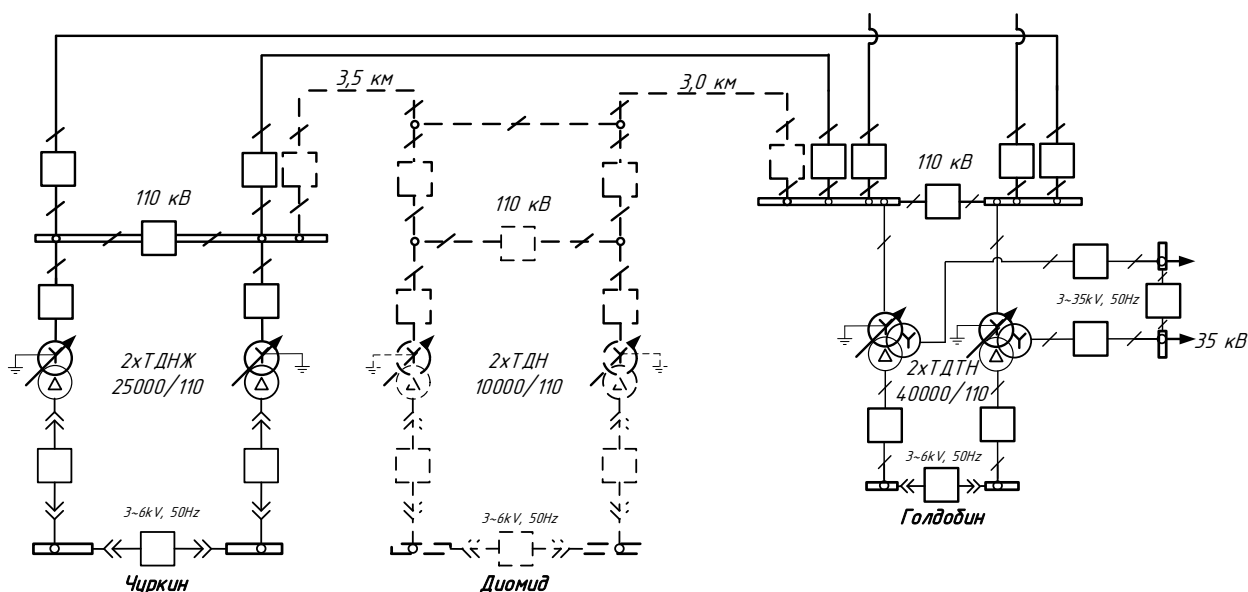 3,5 км
3,0 км
110 кВ
110 кВ
110 кВ
3~35kV, 50Hz
35 кВ
2хТДНЖ
25000/110
2хТДН
10000/110
2хТДТН
40000/110
3~6kV, 50Hz
3~6kV, 50Hz
3~6kV, 50Hz
Голдобин
Чуркин
Диомид